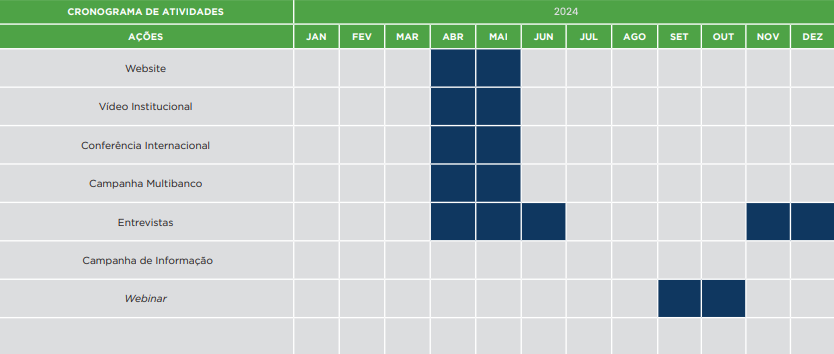 CRONOGRAMA DE ATIVIDADES 2024
AÇÕES JAN FEV MAR ABR MAI JUN JUL AGO SET OUT NOV DEZ
Website
Vídeo Institucional
Conferência Internacional
Campanha Multibanco
Entrevistas
Campanha de Informação
Webinar